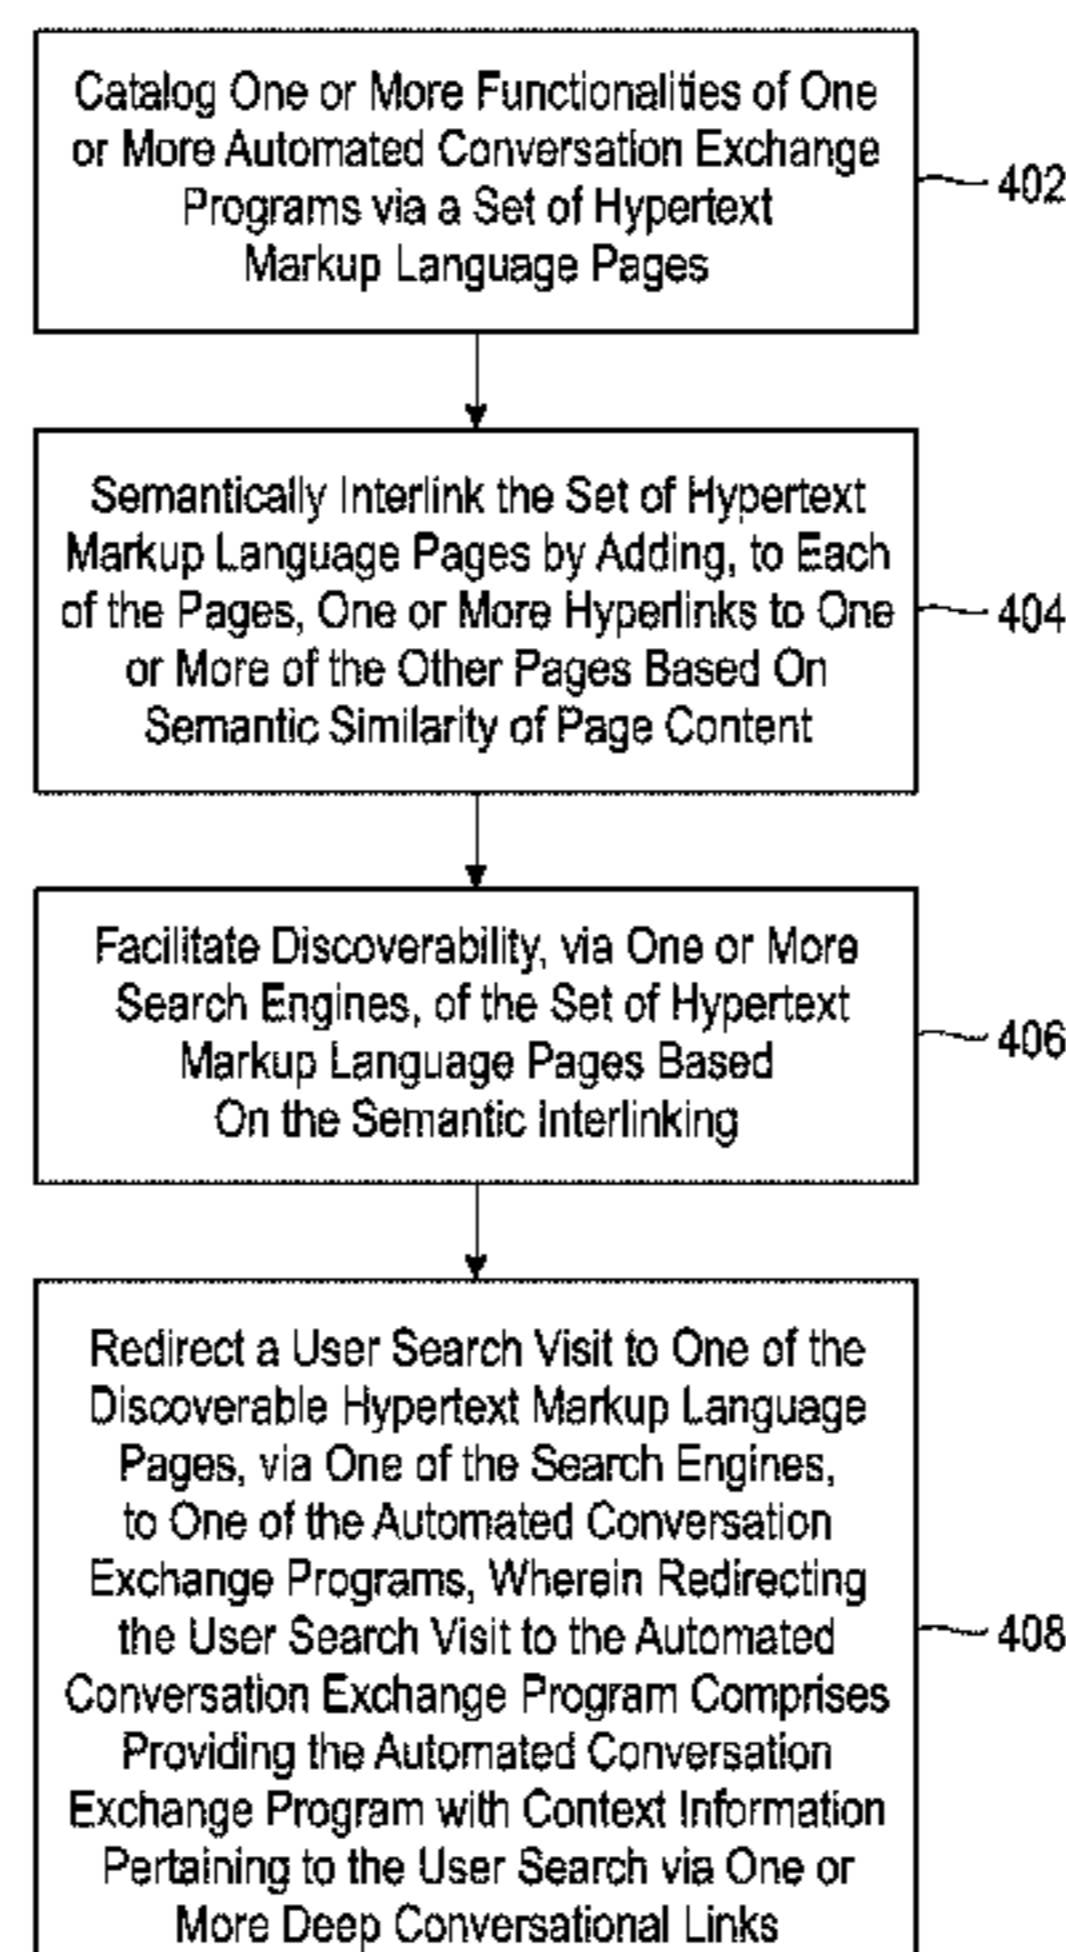 Catalog One or More Functionalities of One
or More Automated Conversation Exchange
Programs via a Set of Hypertext
Markup Language Pages
402
Semantically Interlink the Set of Hypertext
Markup Language Pages by Adding, to Each
of the Pages, One or More Hyperlinks to One
or More of the Other Pages Based On
Semantic Similarity of Page Content
404
Facilitate Discoverability, via One or More
Search Engines, of the Set of Hypertext
Markup Language Pages Based
On the Semantic Interlinking
406
Redirect a User Search Visit to One of the
Discoverable Hypertext Markup Language
Pages, via One of the Search Engines,
to One of the Automated Conversation
Exchange Programs, Wherein Redirecting
the User Search Visit to the Automated
Conversation Exchange Program Comprises
Providing the Automated Conversation
Exchange Program with Context Information
Pertaining to the User Search via One or
More Deep Conversational Links
408